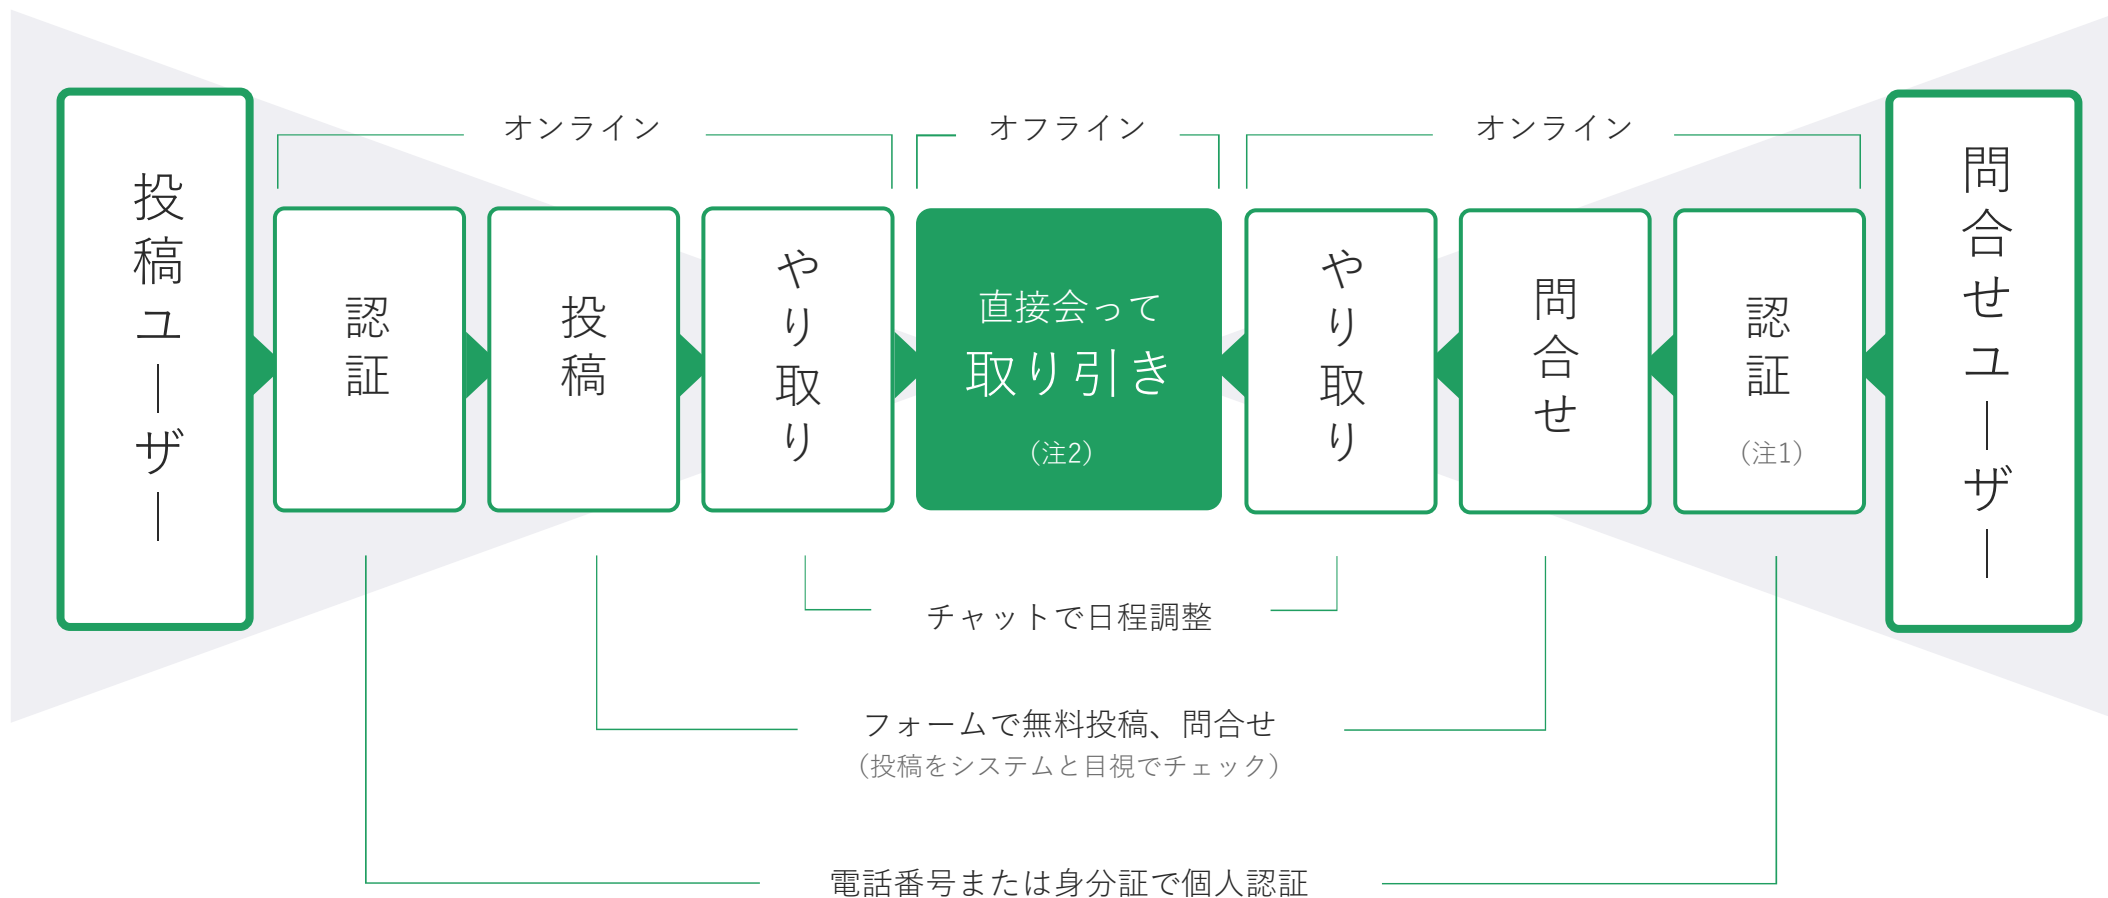 オンライン
オフライン
オンライン
投稿ユーザー
認証
投稿
やり取り
直接会って
取り引き
（注2）
やり取り
問合せ
認証
（注1）
問合せユーザー
チャットで日程調整
フォームで無料投稿、問合せ
（投稿をシステムと目視でチェック）
電話番号または身分証で個人認証